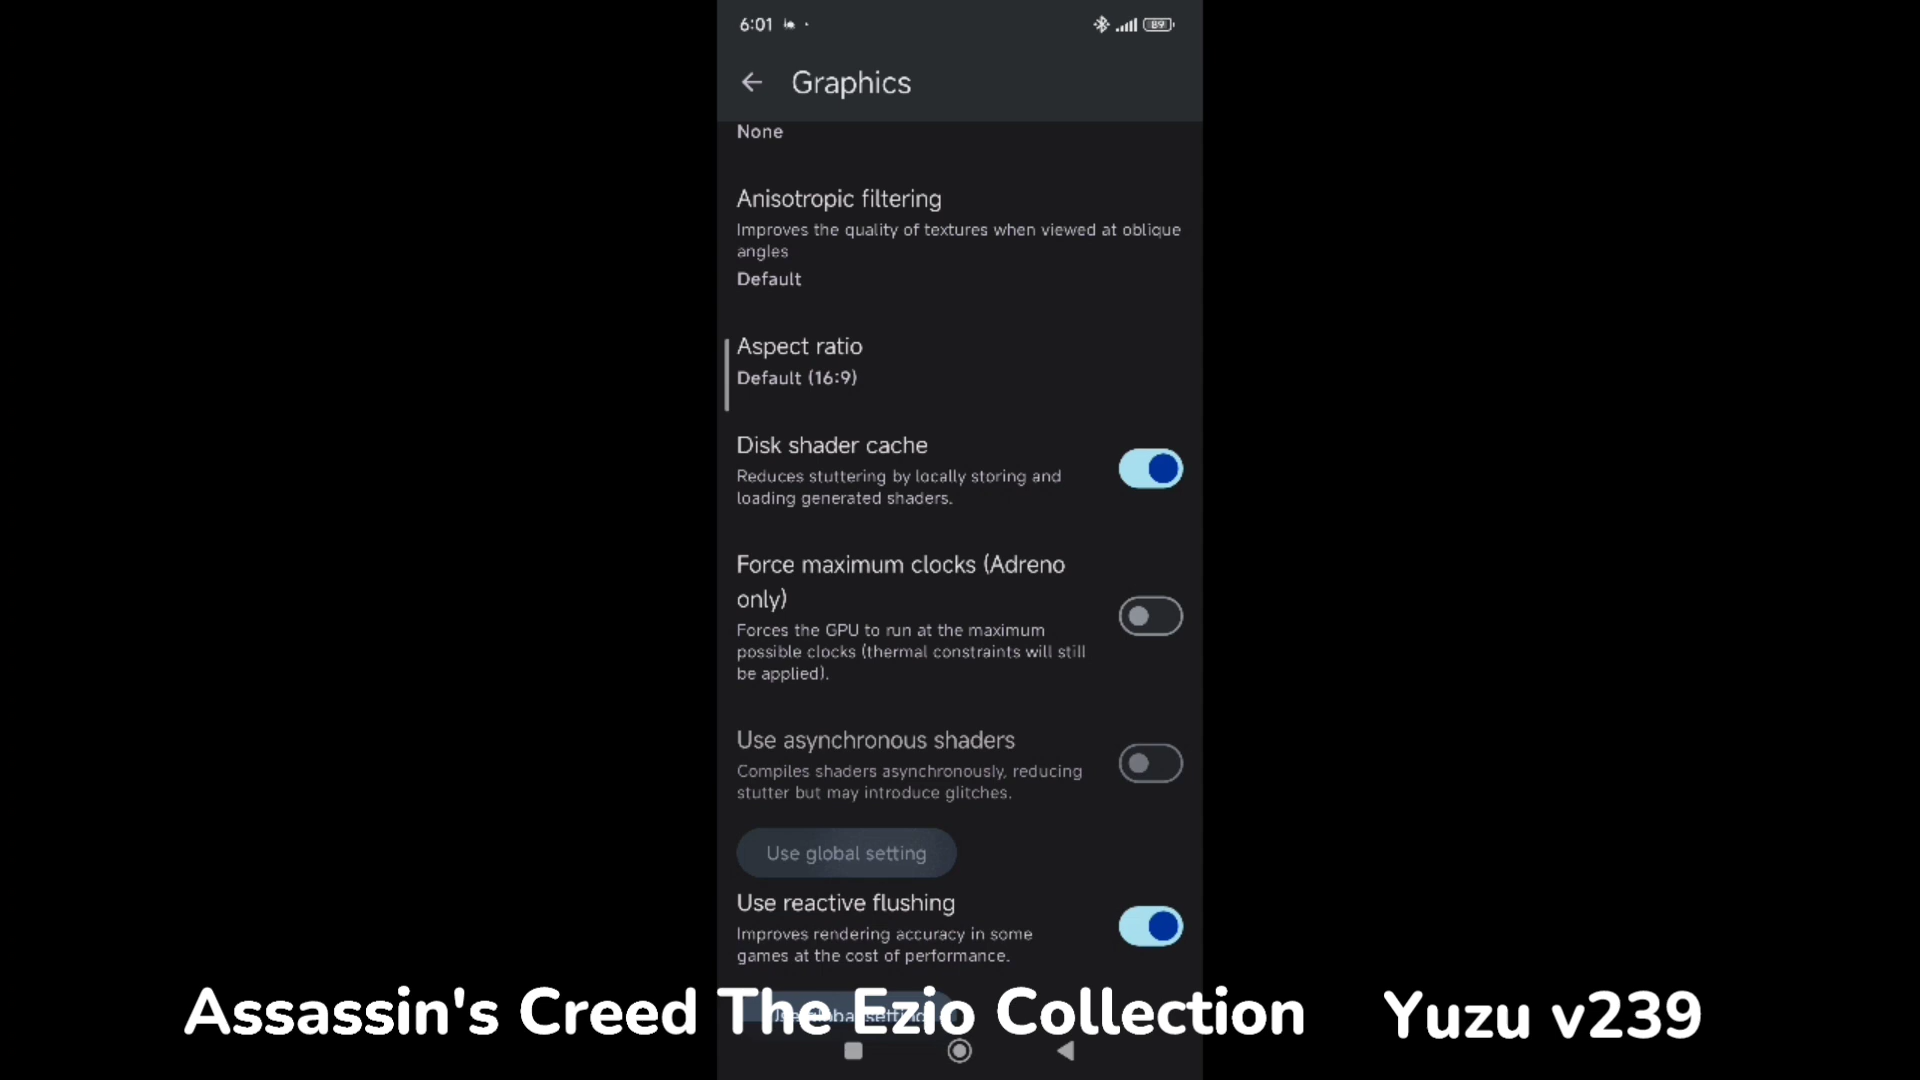 6:01
89
Graphics
None
Anisotropic filtering
Improves the quality of textures when viewed at oblique
angles
Default
Aspect ratio
Default (16:9)
Disk shader cache
Reduces stuttering by locally storing and
loading generated shaders.
Force maximum clocks (Adreno
only)
Forces the GPU to run at the maximum
possible clocks (thermal constraints will still
be applied).
Use asynchronous shaders
Compiles shaders asynchronously, reducing
stutter but may introduce glitches.
Use global setting
Use reactive flushing
Improves rendering accuracy in some
games at the cost of performance.
Use global setting
Assassin's Creed The Ezio Collection
Yuzu v239